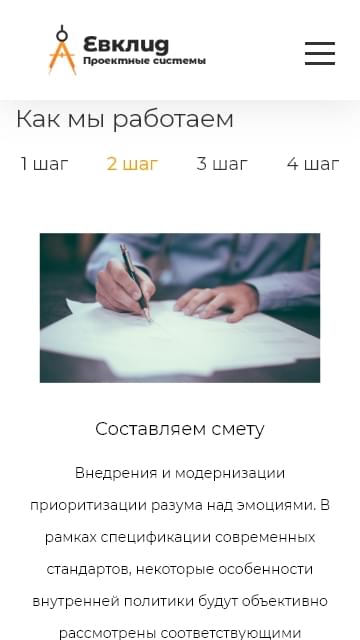 Евклид
Проектные системы
Как мы работаем
1 шаг 2 шаг 3 шаг 4 шаг
Составляем смету
Внедрения и модернизации
приоритизации разума над эмоциями. В
рамках спецификации современных
стандартов, некоторые особенности
внутренней политики будут объективно
рассмотрены соответствующими